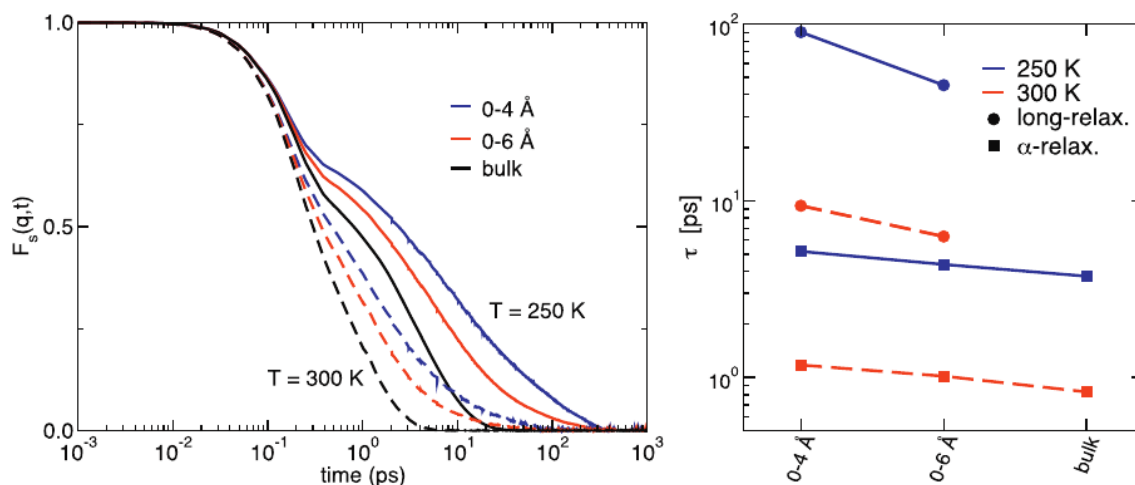 1.0
0.5
0.0
F_s(q,t)
0-4 Å
0-6 Å
bulk
T = 250 K
T = 300 K
10^-3 10^-2 10^-1 10^0 10^1 10^2 10^3
time (ps)
10^2
10^1
10^0
τ [ps]
250 K
300 K
long-relax.
α-relax.
0-4 Å
0-6 Å
bulk